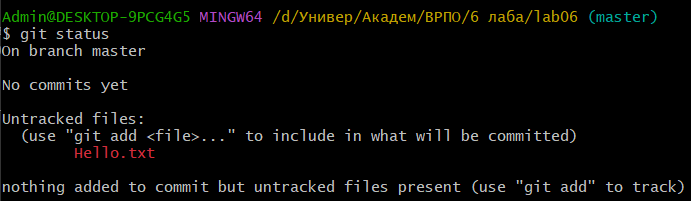 Admin@DESKTOP-9PCG4G5 MINGW64 /d/Универ/Академ/ВРПО/6 лаба/lab06 (master)
$ git status
On branch master
No commits yet
Untracked files:
(use "git add <file>..." to include in what will be committed)
Hello.txt
nothing added to commit but untracked files present (use "git add" to track)